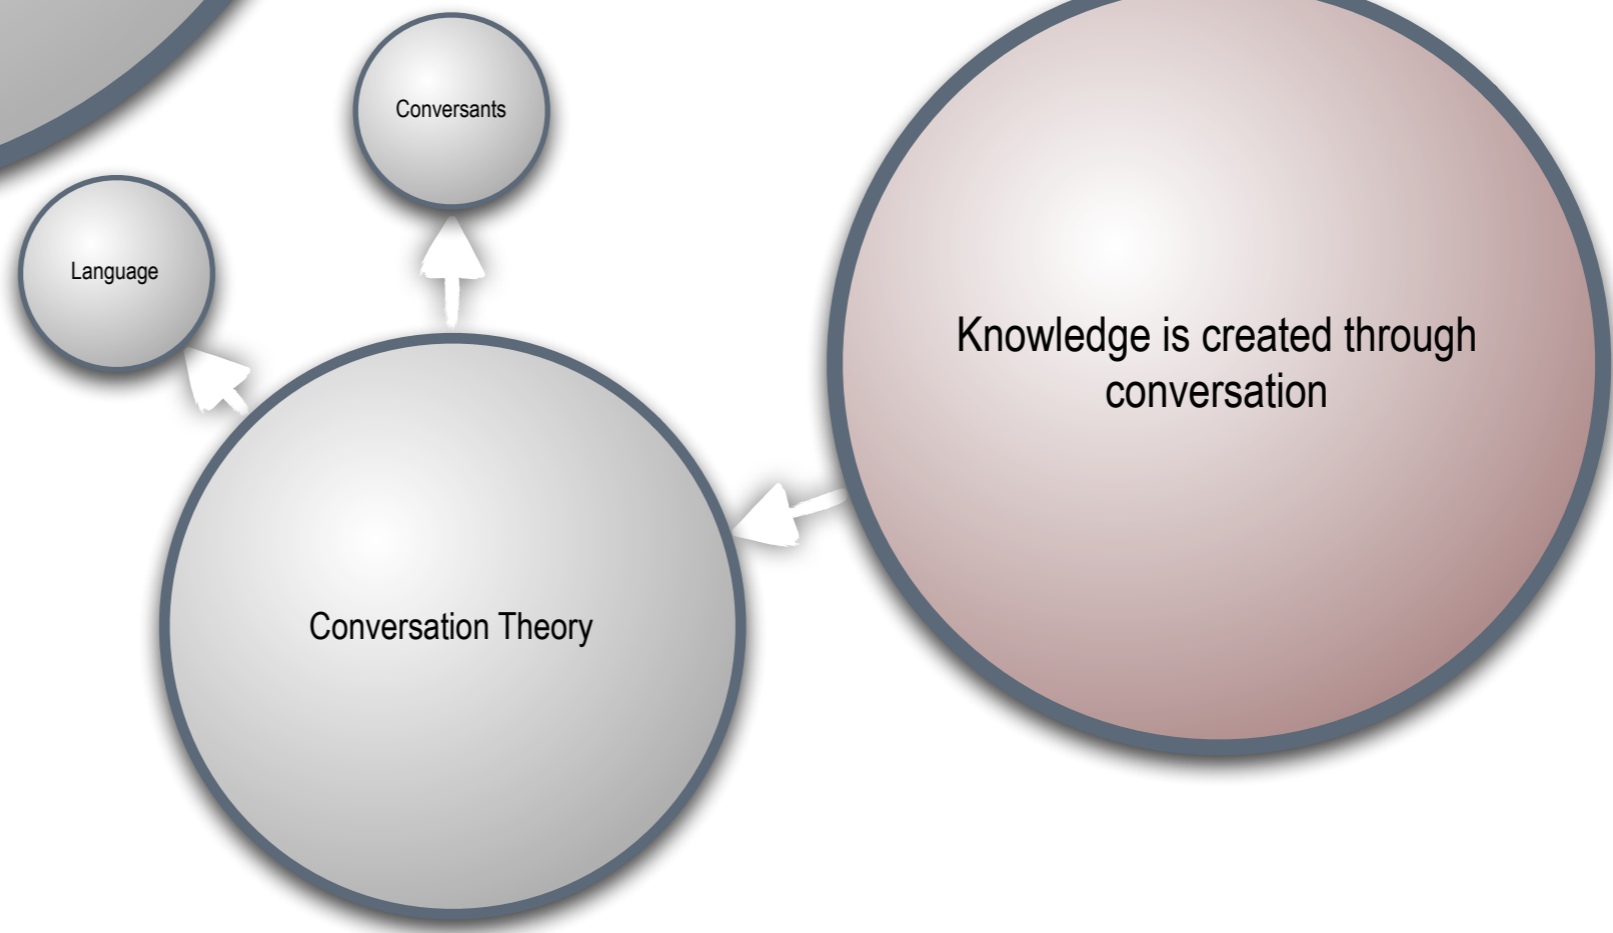 Conversants
Language
Knowledge is created through
conversation
Conversation Theory